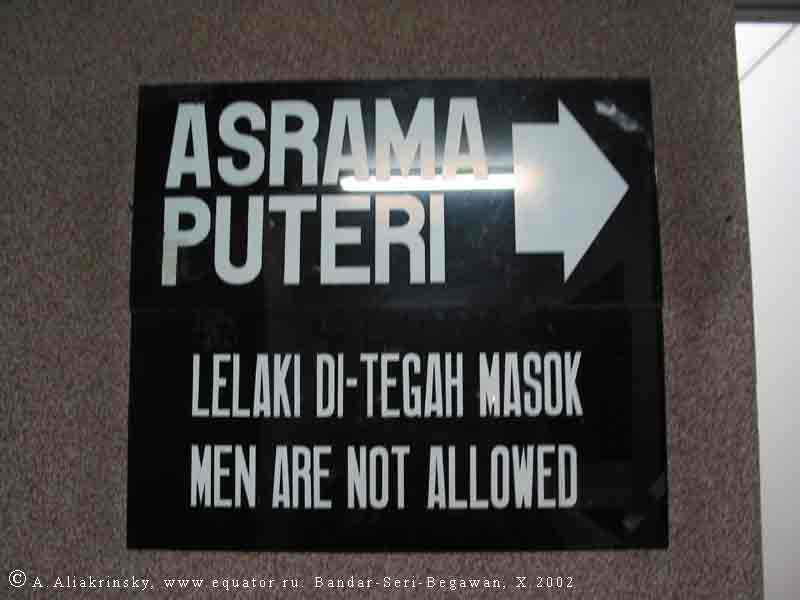 ASRAMA
PUTERI
LELAKI DI-TEGAH MASOK
MEN ARE NOT ALLOWED
© A.Aliakrinsky, www.equator.ru. Bandar-Seri-Begawan, X.2002